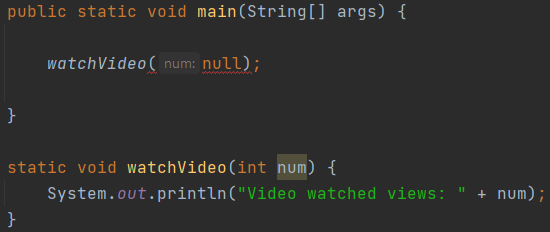 public static void main(String[] args) {
watchVideo( num: null);
}
static void watchVideo(int num) {
System.out.println("Video watched views: " + num);
}